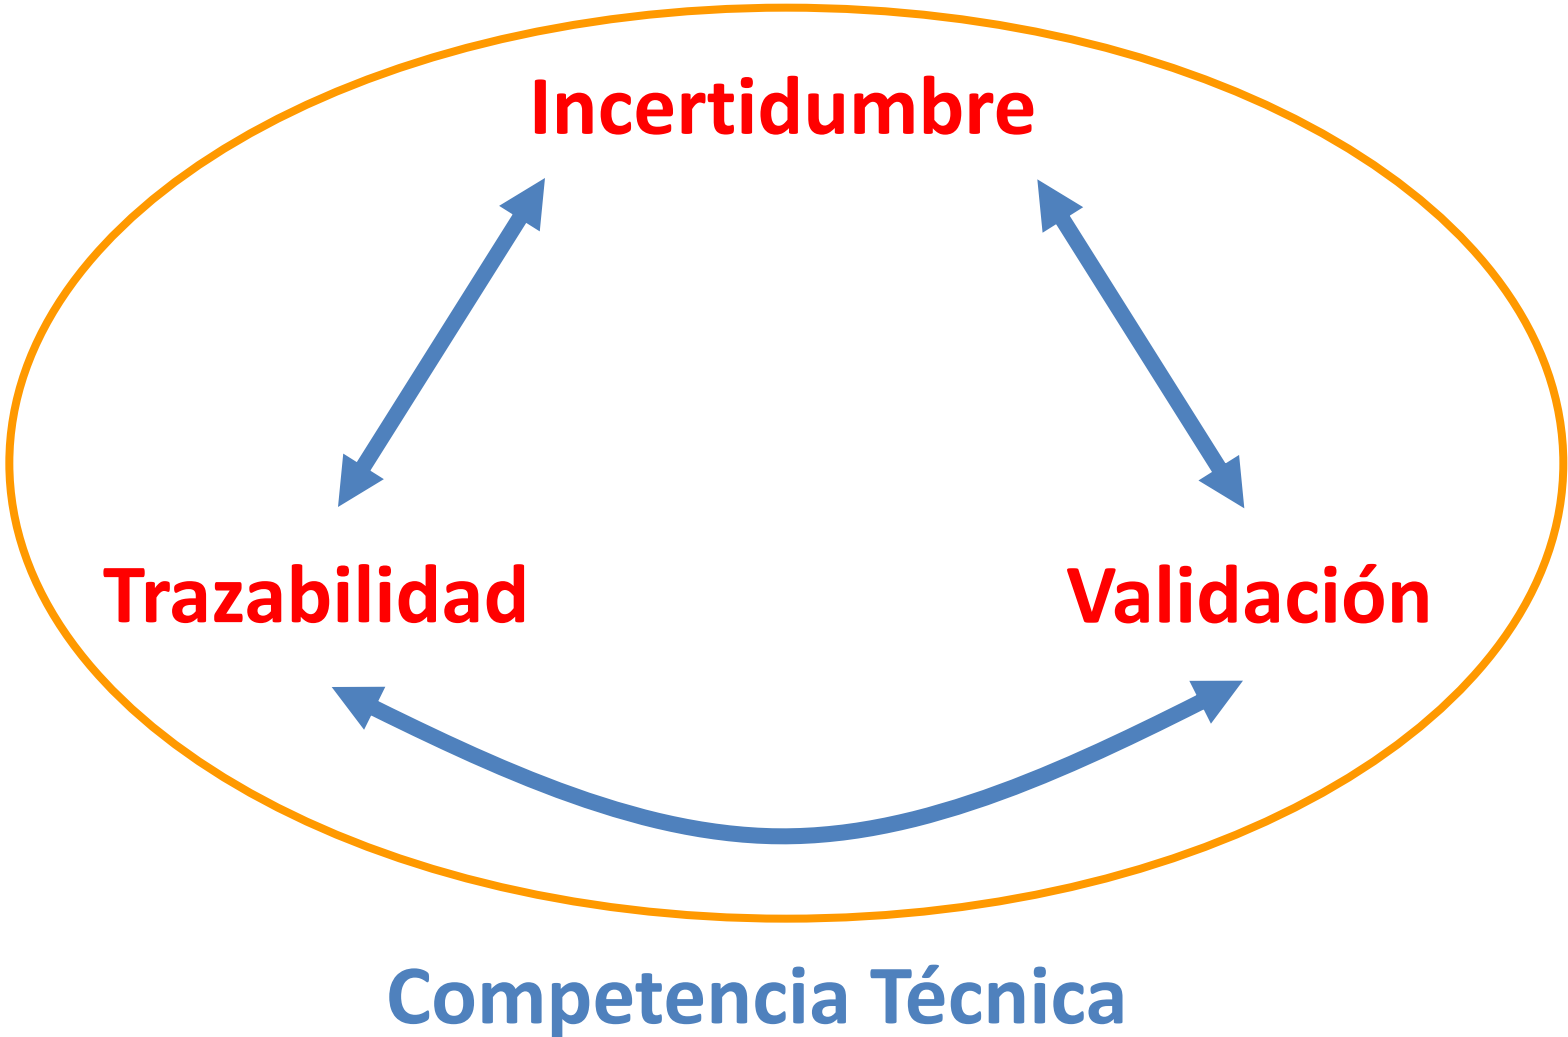 Incertidumbre
Trazabilidad
Validación
Competencia Técnica